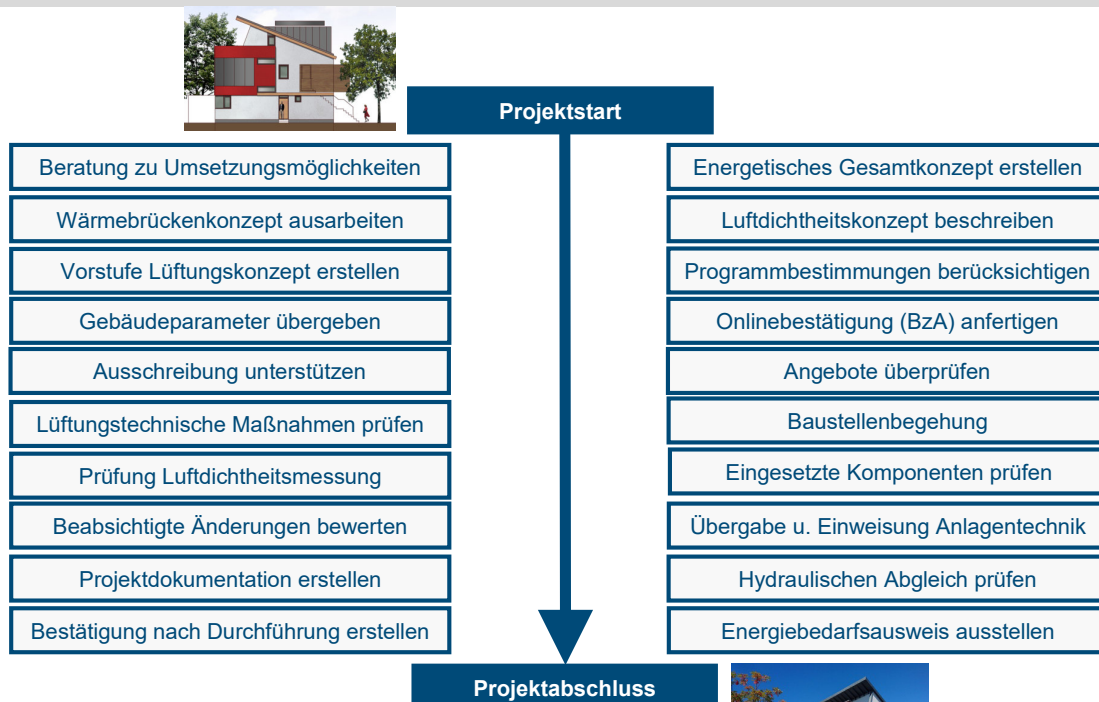 Projektstart
Beratung zu Umsetzungsmöglichkeiten
Energetisches Gesamtkonzept erstellen
Wärmebrückenkonzept ausarbeiten
Luftdichtheitskonzept beschreiben
Vorstufe Lüftungskonzept erstellen
Programmbestimmungen berücksichtigen
Gebäudeparameter übergeben
Onlinebestätigung (BzA) anfertigen
Ausschreibung unterstützen
Angebote überprüfen
Lüftungstechnische Maßnahmen prüfen
Baustellenbegehung
Prüfung Luftdichtheitsmessung
Eingesetzte Komponenten prüfen
Beabsichtigte Änderungen bewerten
Übergabe u. Einweisung Anlagentechnik
Projektdokumentation erstellen
Hydraulischen Abgleich prüfen
Bestätigung nach Durchführung erstellen
Energiebedarfsausweis ausstellen
Projektabschluss